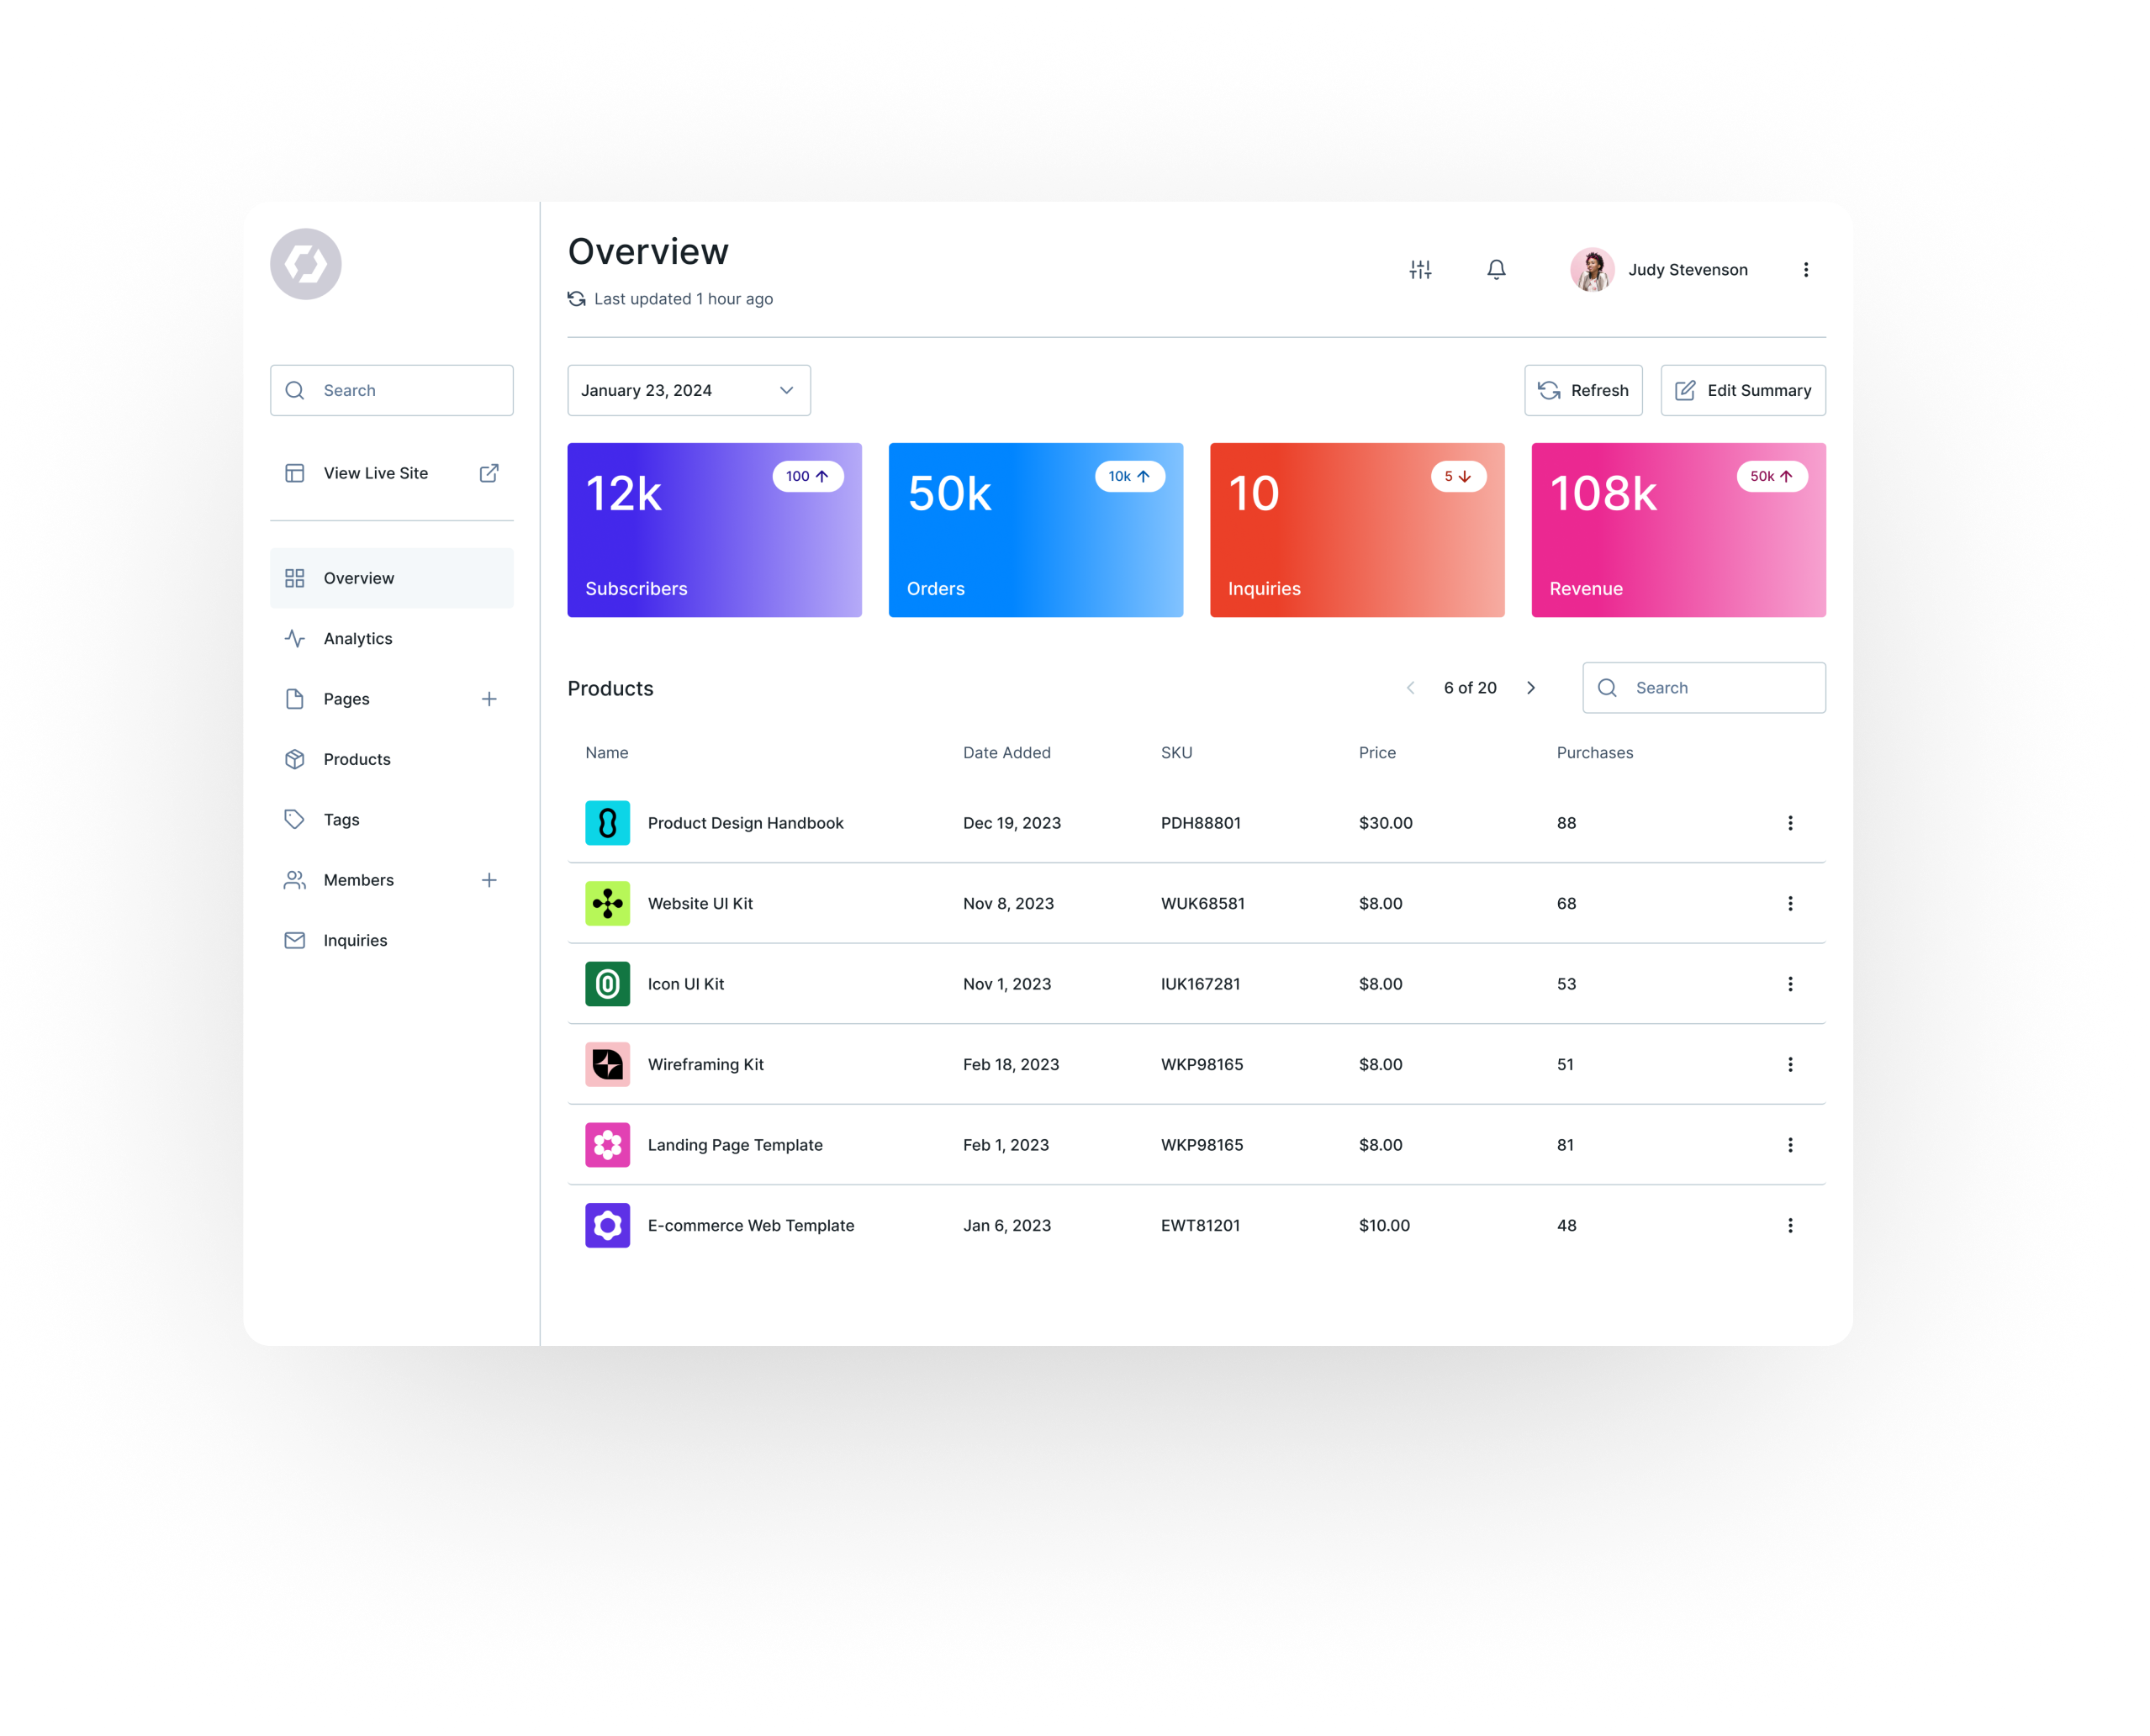 Overview
Last updated 1 hour ago
Judy Stevenson
Search
View Live Site
Overview
Analytics
Pages
Products
Tags
Members
Inquiries
January 23, 2024
Refresh
Edit Summary
12k
100
Subscribers
50k
10k
Orders
10
5
Inquiries
108k
50k
Revenue
Products
6 of 20
Search
Name Date Added SKU Price Purchases
Product Design Handbook Dec 19, 2023 PDH88801 $30.00 88
Website UI Kit Nov 8, 2023 WUK68581 $8.00 68
Icon UI Kit Nov 1, 2023 IUK167281 $8.00 53
Wireframing Kit Feb 18, 2023 WKP98165 $8.00 51
Landing Page Template Feb 1, 2023 WKP98165 $8.00 81
E-commerce Web Template Jan 6, 2023 EWT81201 $10.00 48